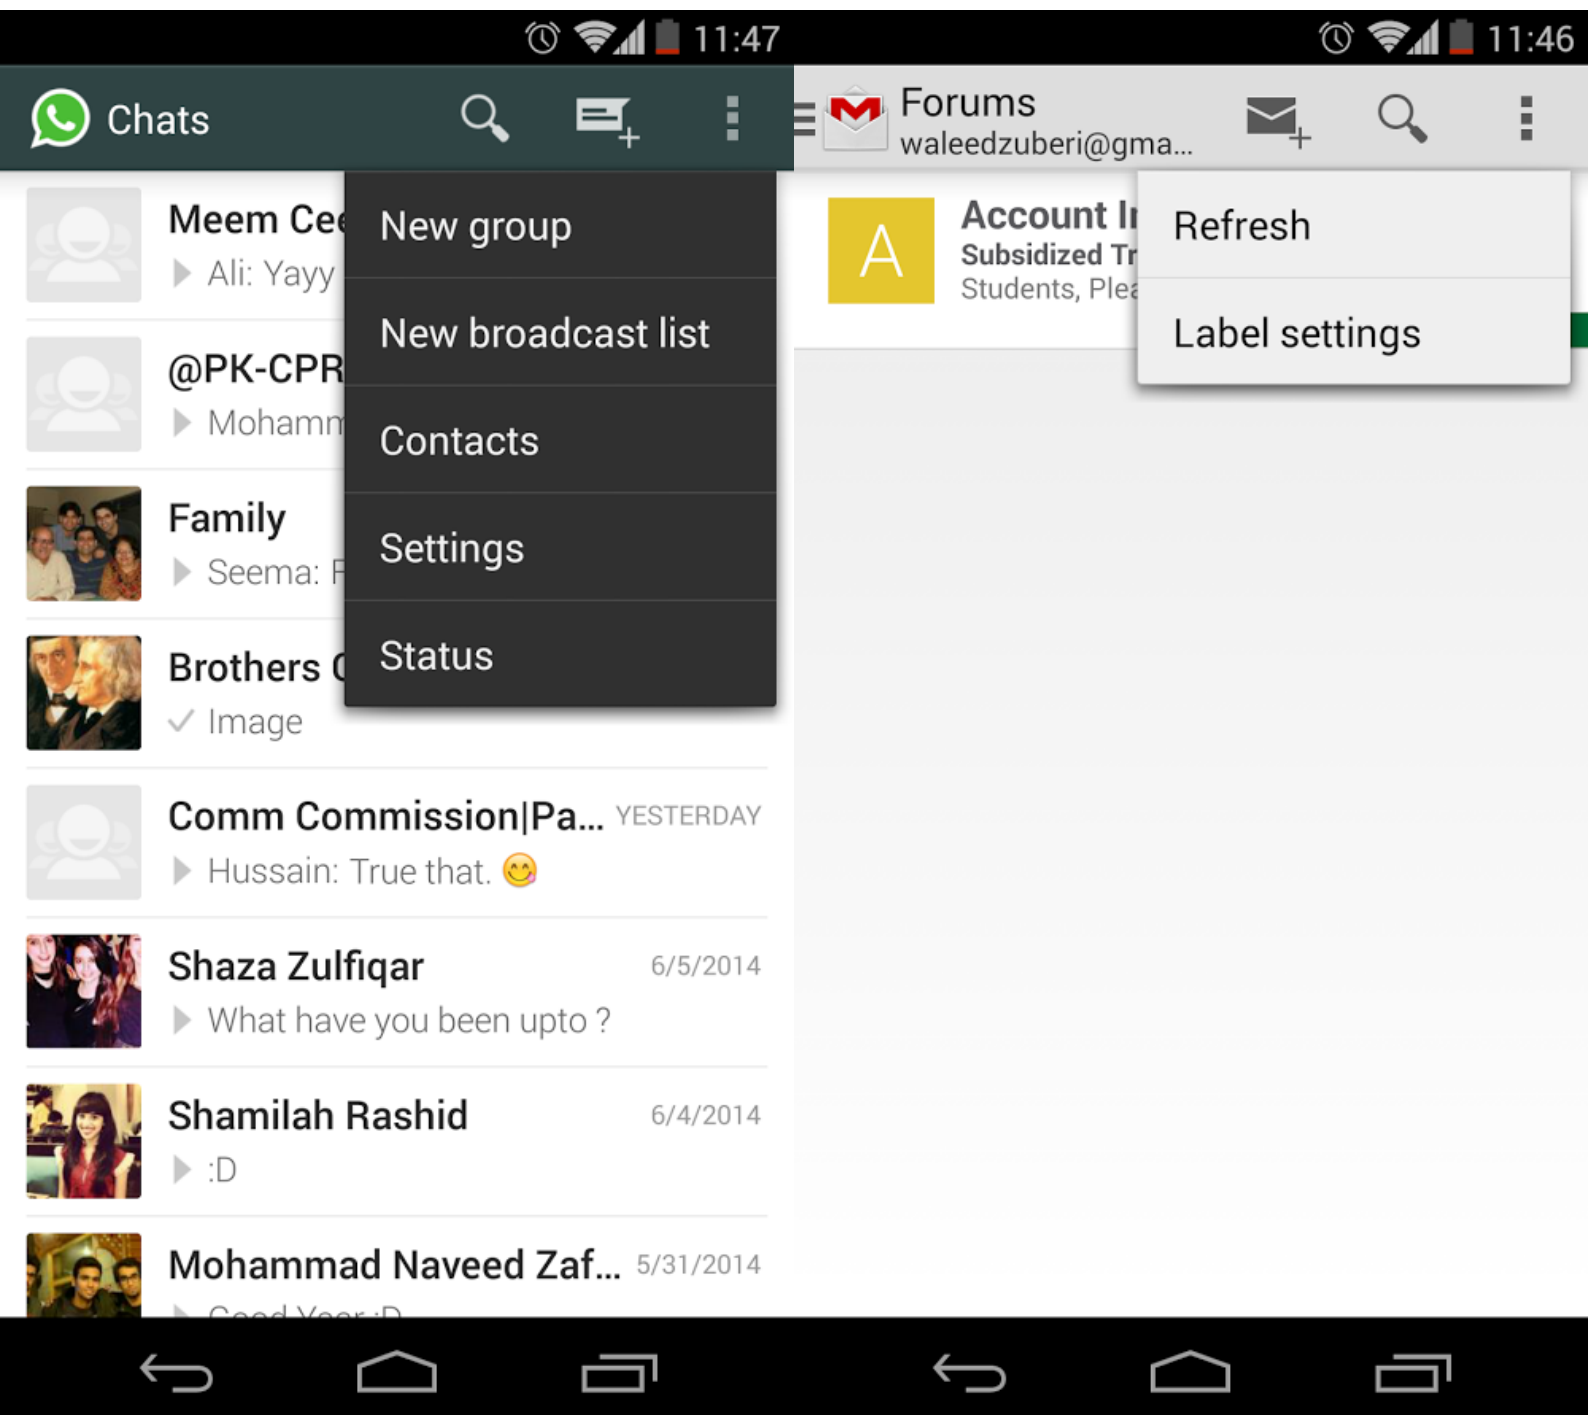 11:47
Chats
New group
New broadcast list
Contacts
Settings
Status
Meem Cee
Ali: Yayy
@PK-CPR
Mohamm
Family
Seema: F
Brothers
Image
Comm Commission|Pa... YESTERDAY
Hussain: True that. 😋
Shaza Zulfiqar 6/5/2014
What have you been upto ?
Shamilah Rashid 6/4/2014
:D
Mohammad Naveed Zaf... 5/31/2014
11:46
Forums
waleedzuberi@gma...
Refresh
Label settings
A
Account
Subsidized Tr
Students, Plea